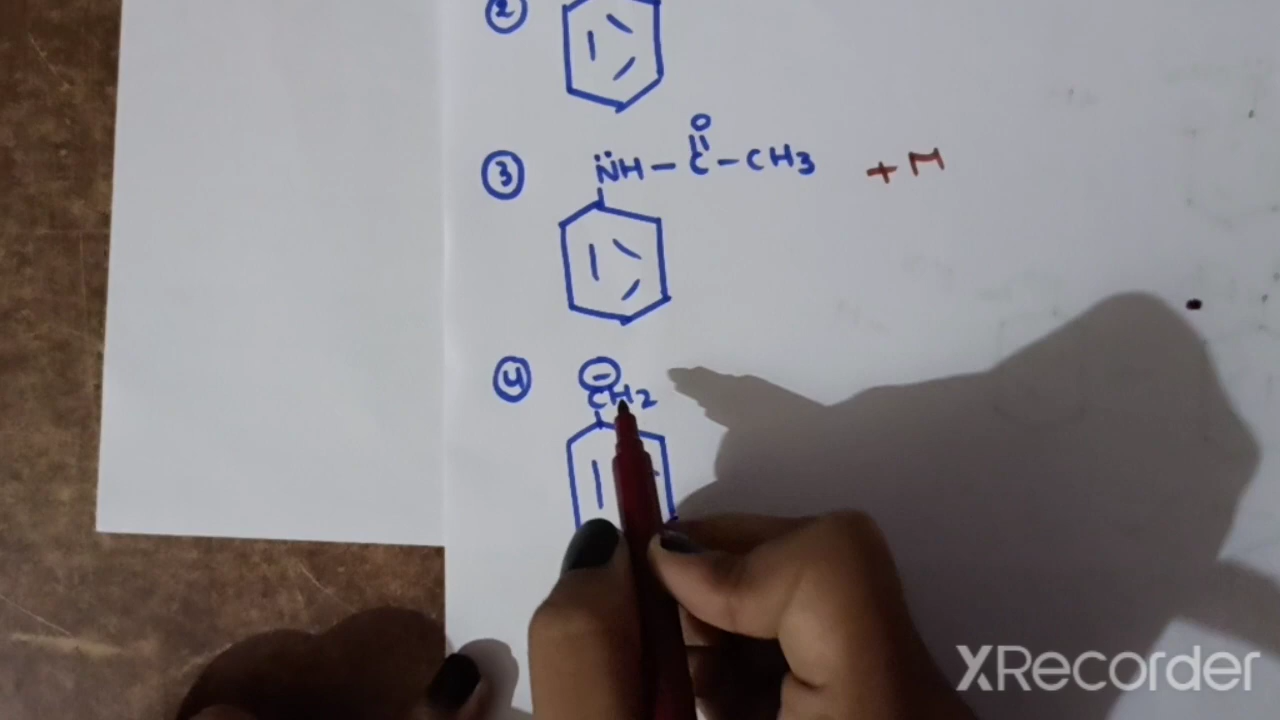 ②
③ N̈H – C – CH3 + M
O
④ ⊖
CH2
XRecorder